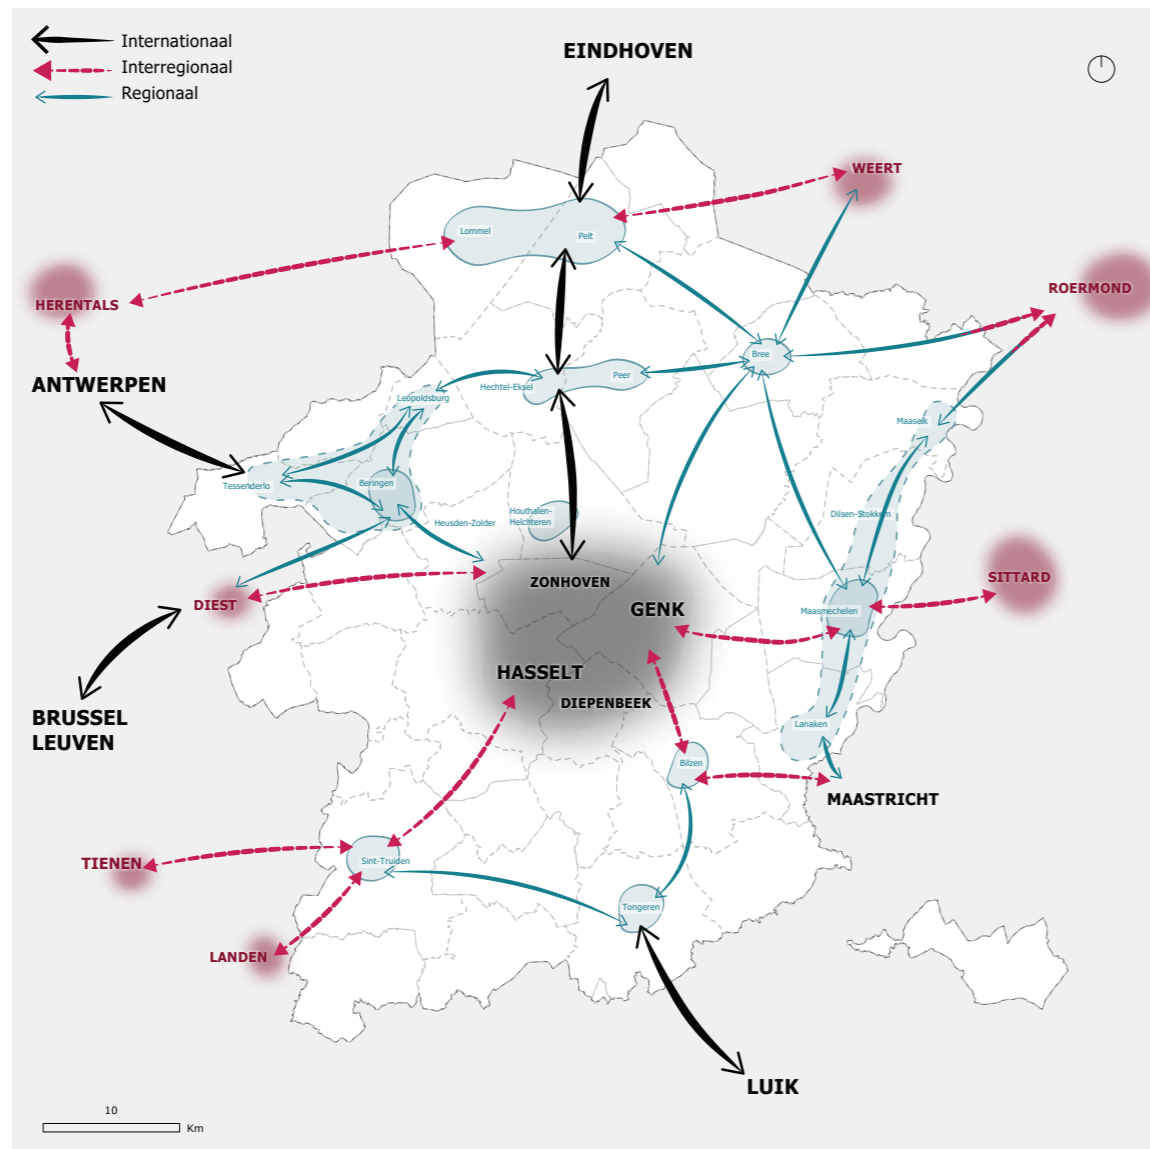 Internationaal
Interregionaal
Regionaal
EINDHOVEN
WEERT
Lommel
Pelt
ROERMOND
HERENTALS
Bree
ANTWERPEN
Peer
Hechtel-Eksel
Leopoldsburg
Maaseik
Tessenderlo
Beringen
Houthalen-
Helchteren
Dilsen-Stokkem
Heusden-Zolder
ZONHOVEN
SITTARD
DIEST
GENK
Maasmechelen
HASSELT
DIEPENBEEK
BRUSSEL
LEUVEN
Lanaken
Bilzen
MAASTRICHT
TIENEN
Sint-Truiden
Tongeren
LANDEN
LUIK
10
Km